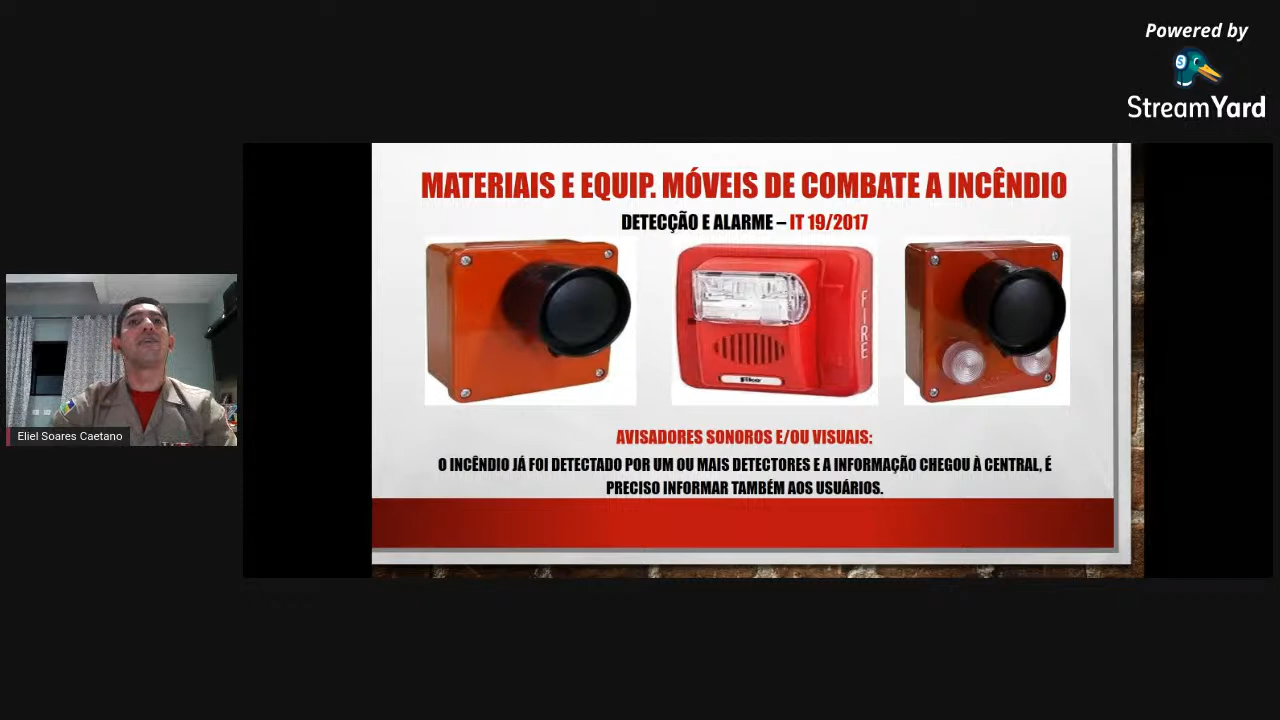 Powered by
StreamYard
MATERIAIS E EQUIP. MÓVEIS DE COMBATE A INCÊNDIO
DETECÇÃO E ALARME – IT 19/2017
FIRE
Fike
AVISADORES SONOROS E/OU VISUAIS:
O INCÊNDIO JÁ FOI DETECTADO POR UM OU MAIS DETECTORES E A INFORMAÇÃO CHEGOU À CENTRAL, É
PRECISO INFORMAR TAMBÉM AOS USUÁRIOS.
Eliel Soares Caetano